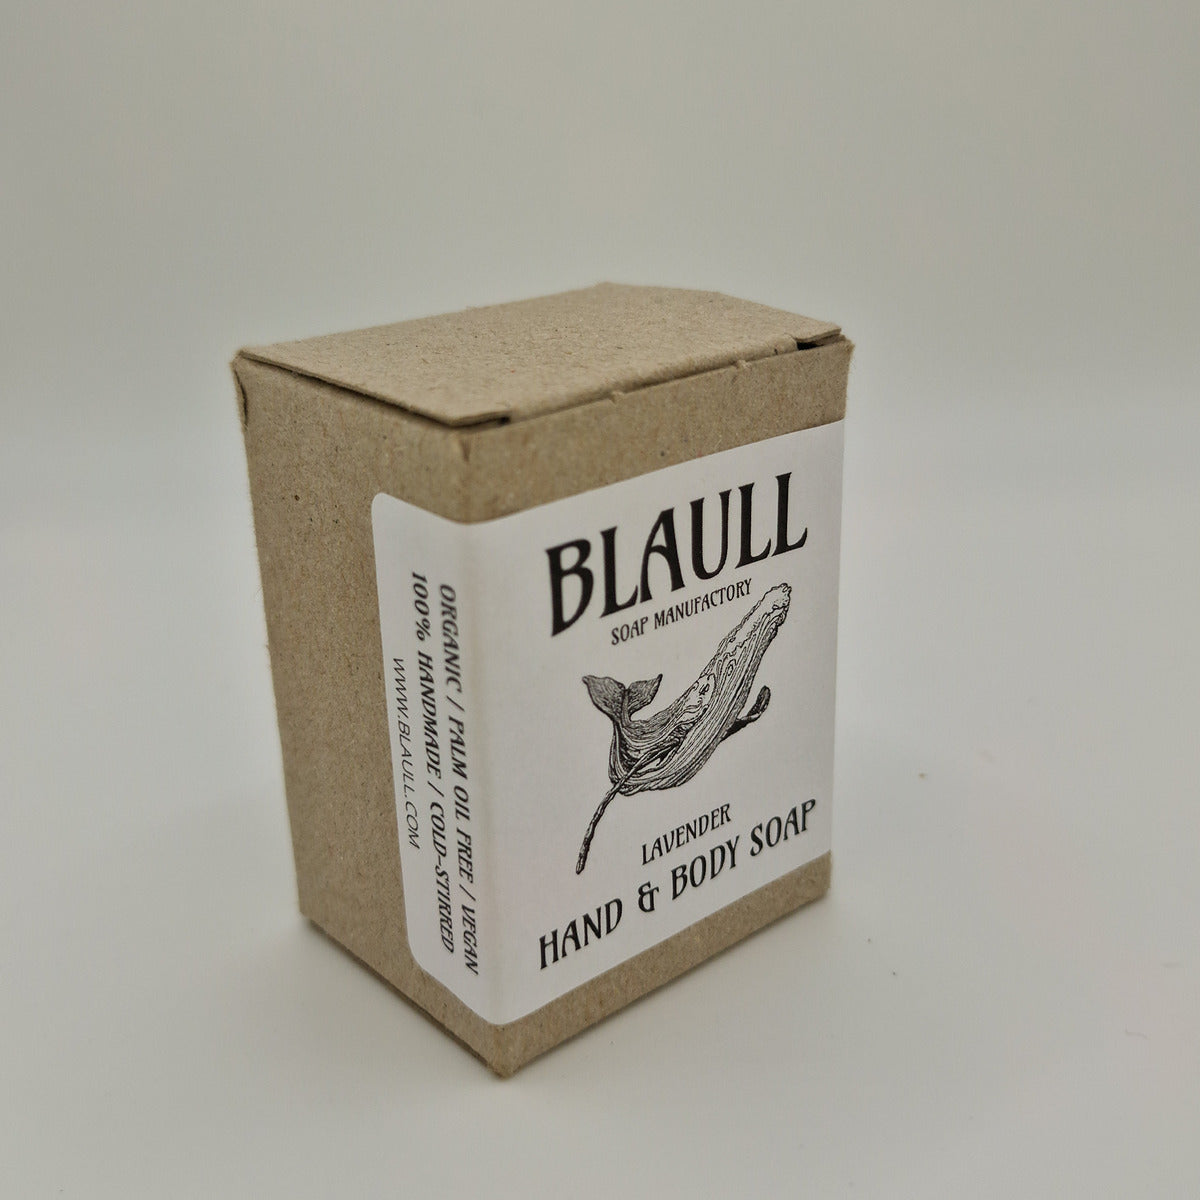 BLAULL
SOAP MANUFACTORY
LAVENDER
HAND & BODY SOAP
ORGANIC / PALM OIL FREE / VEGAN
100% HANDMADE / COLD-STIRRED
WWW.BLAULL.COM